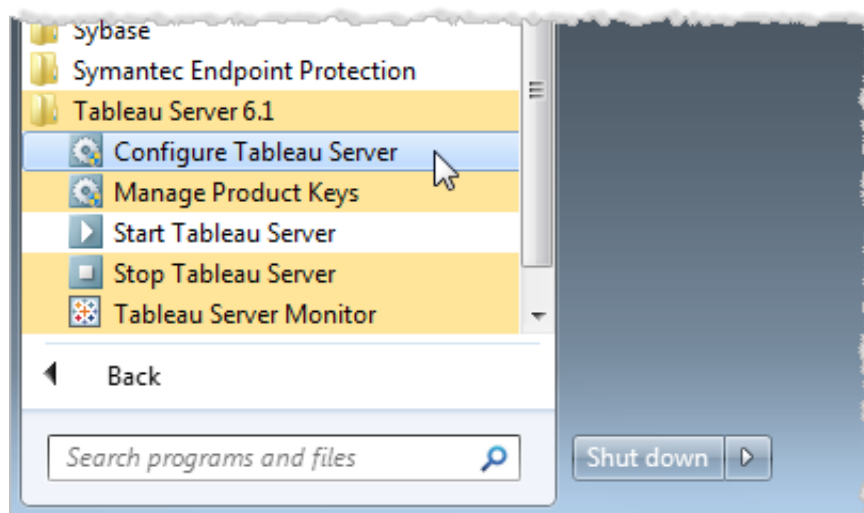 Sybase
Symantec Endpoint Protection
Tableau Server 6.1
Configure Tableau Server
Manage Product Keys
Start Tableau Server
Stop Tableau Server
Tableau Server Monitor
Back
Search programs and files
Shut down